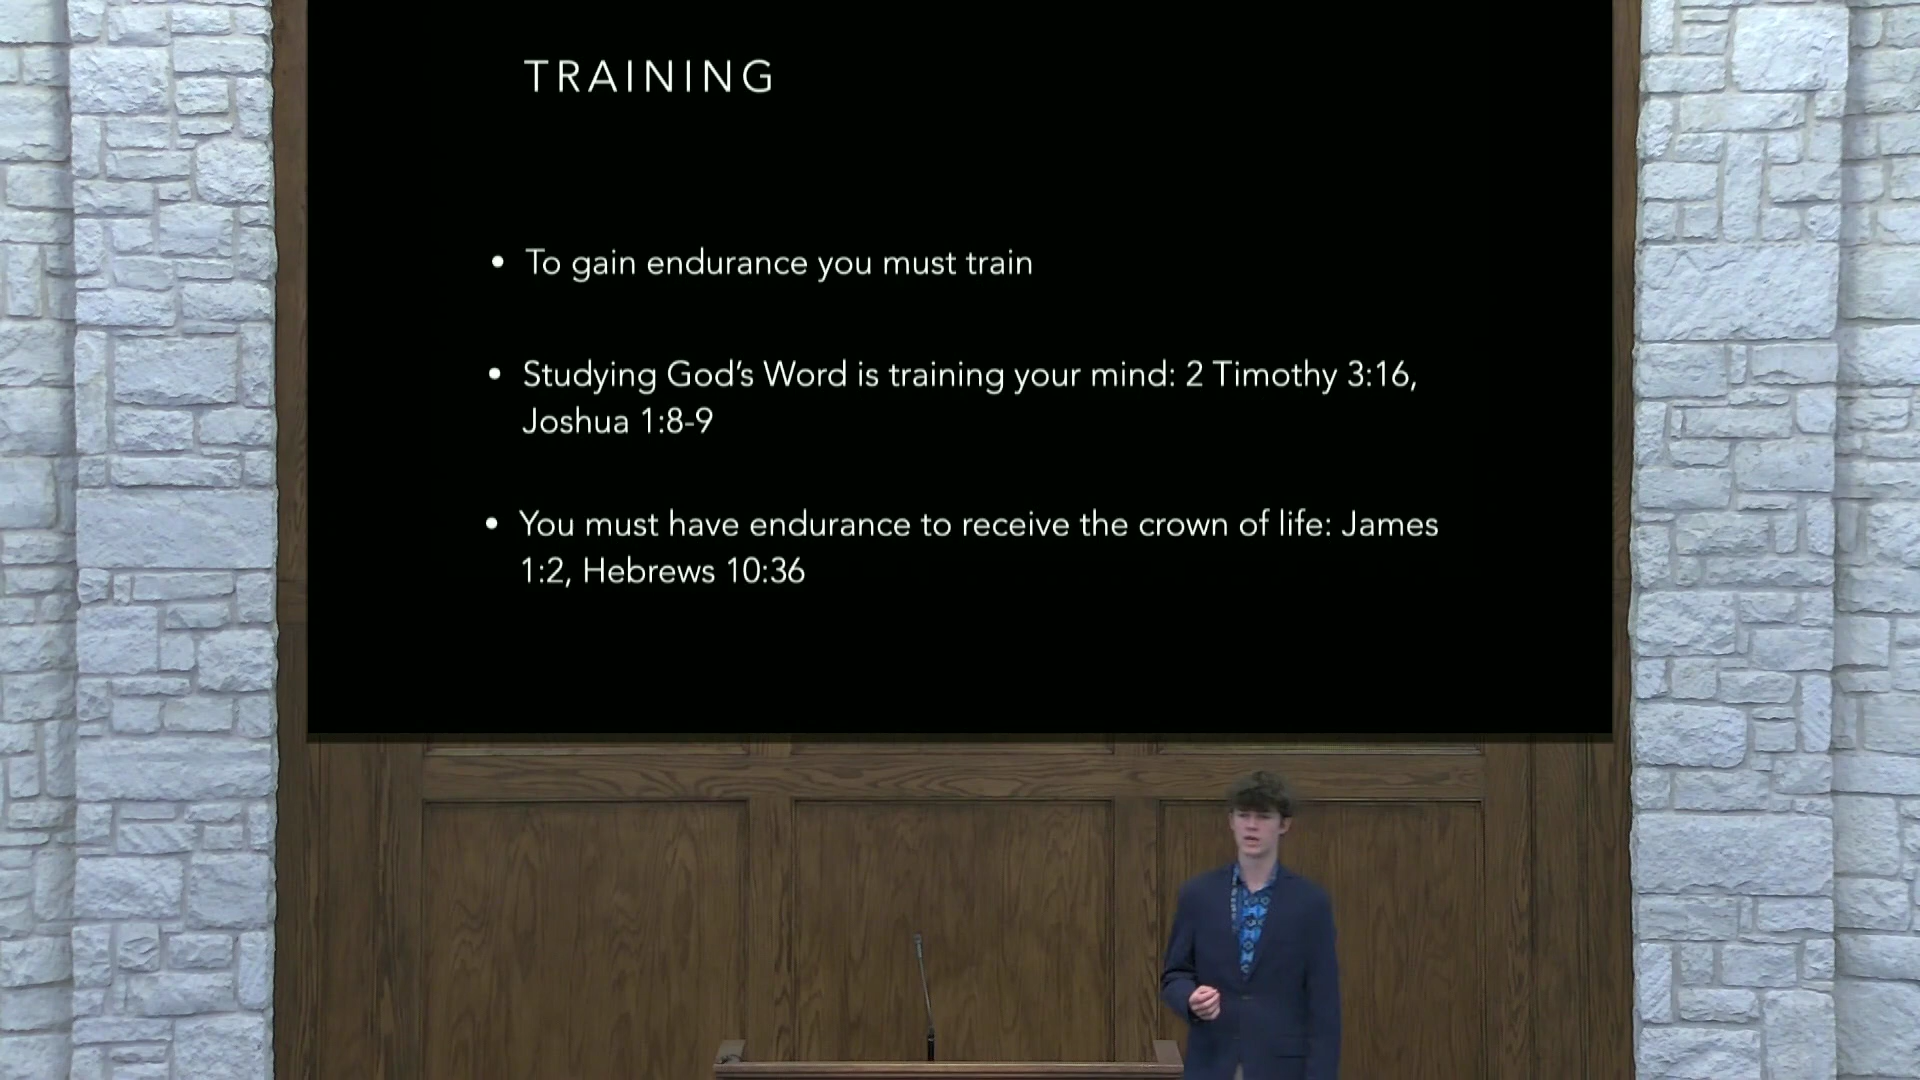 TRAINING
• To gain endurance you must train
• Studying God’s Word is training your mind: 2 Timothy 3:16,
Joshua 1:8-9
• You must have endurance to receive the crown of life: James
1:2, Hebrews 10:36